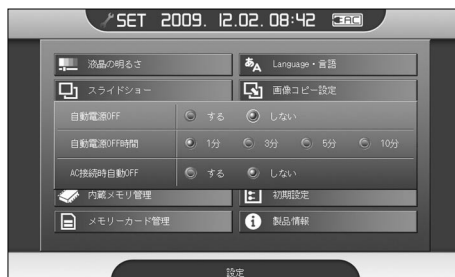 SET 2009. 12.02. 08:42 AC
液晶の明るさ
あA Language・言語
スライドショー
画像コピー設定
自動電源OFF する しない
自動電源OFF時間 1分 3分 5分 10分
AC接続時自動OFF する しない
内蔵メモリ管理
初期設定
メモリーカード管理
製品情報
設定